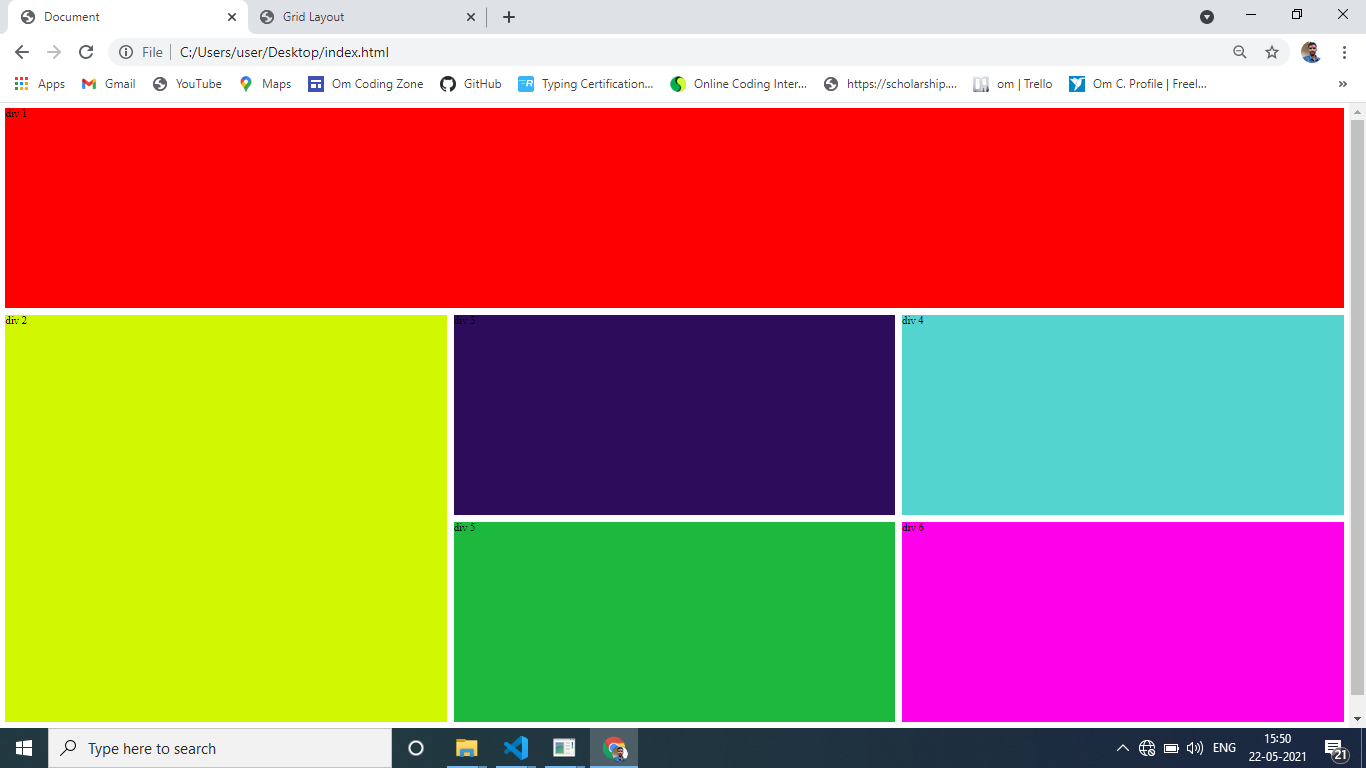 Document
Grid Layout
File
C:/Users/user/Desktop/index.html
Apps
Gmail
YouTube
Maps
Om Coding Zone
GitHub
Typing Certification...
Online Coding Inter...
https://scholarship....
om | Trello
Om C. Profile | Freel...
»
div 1
div 2
div 3
div 4
div 5
div 6
Type here to search
ENG
15:50
22-05-2021
21